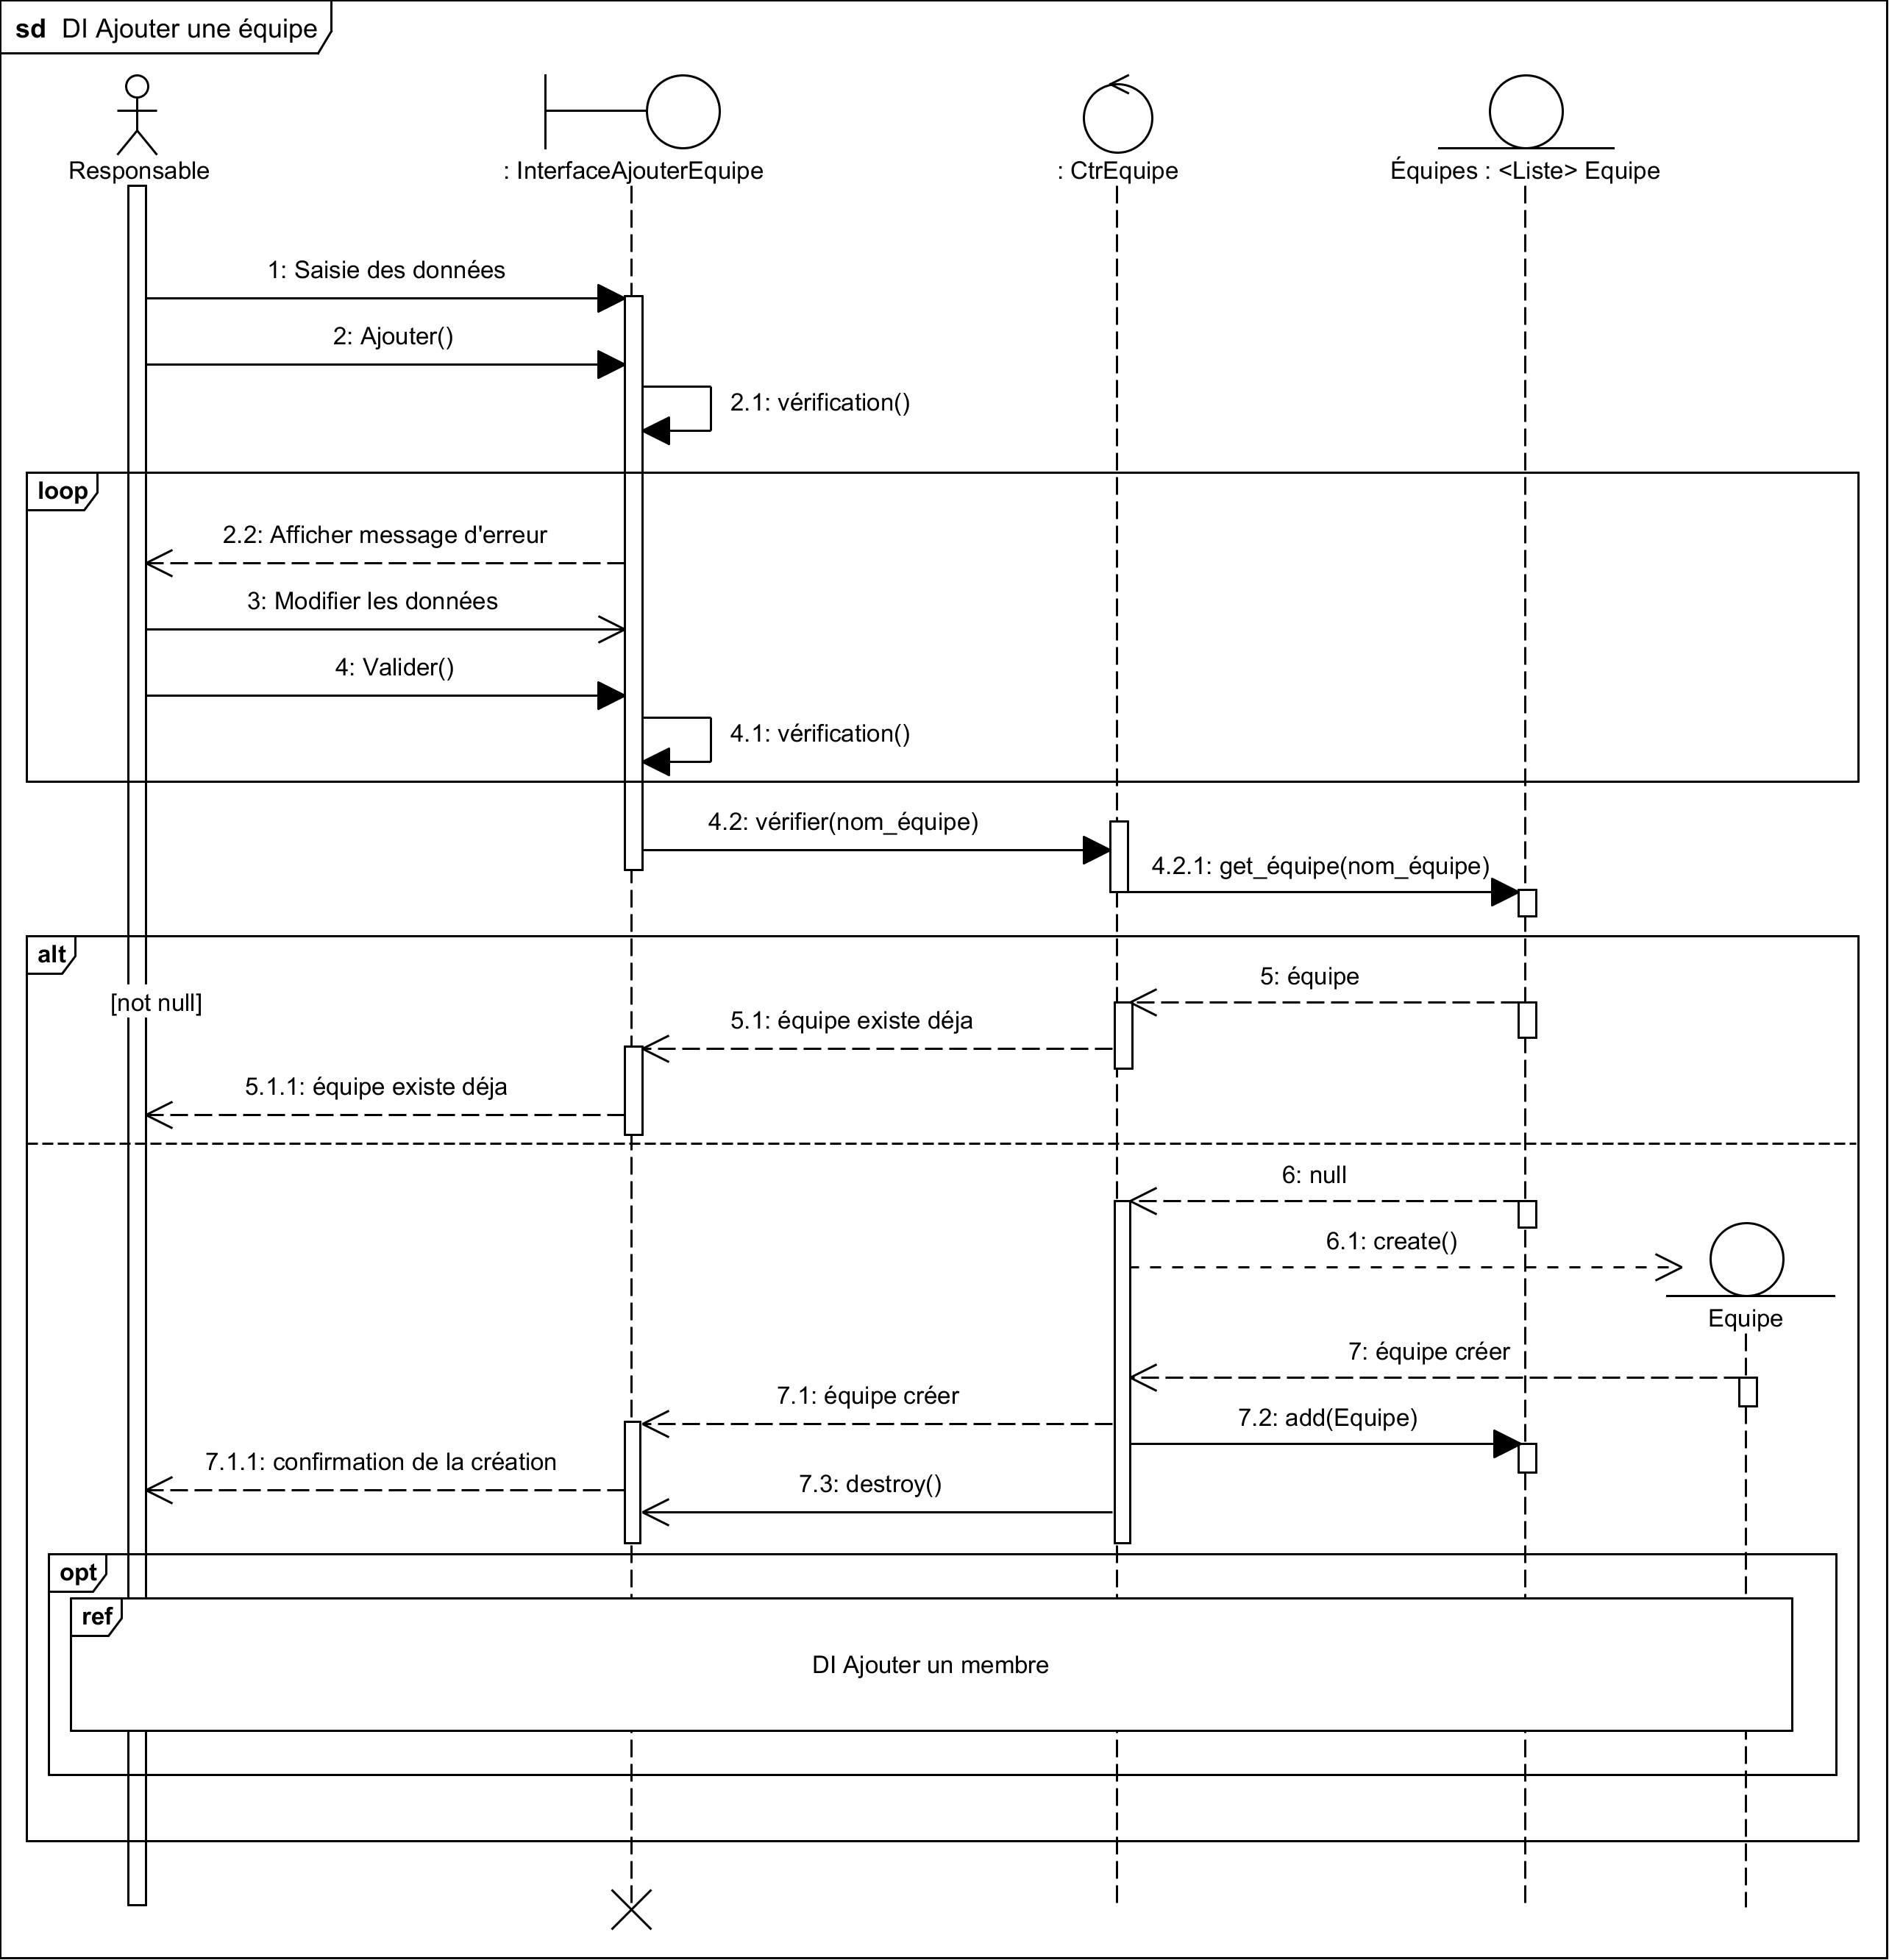 sd DI Ajouter une équipe
Responsable
: InterfaceAjouterEquipe
: CtrEquipe
Équipes : <Liste> Equipe
1: Saisie des données
2: Ajouter()
2.1: vérification()
loop
2.2: Afficher message d'erreur
3: Modifier les données
4: Valider()
4.1: vérification()
4.2: vérifier(nom_équipe)
4.2.1: get_équipe(nom_équipe)
alt
[not null]
5: équipe
5.1: équipe existe déja
5.1.1: équipe existe déja
6: null
6.1: create()
Equipe
7: équipe créer
7.1: équipe créer
7.2: add(Equipe)
7.1.1: confirmation de la création
7.3: destroy()
opt
ref
DI Ajouter un membre